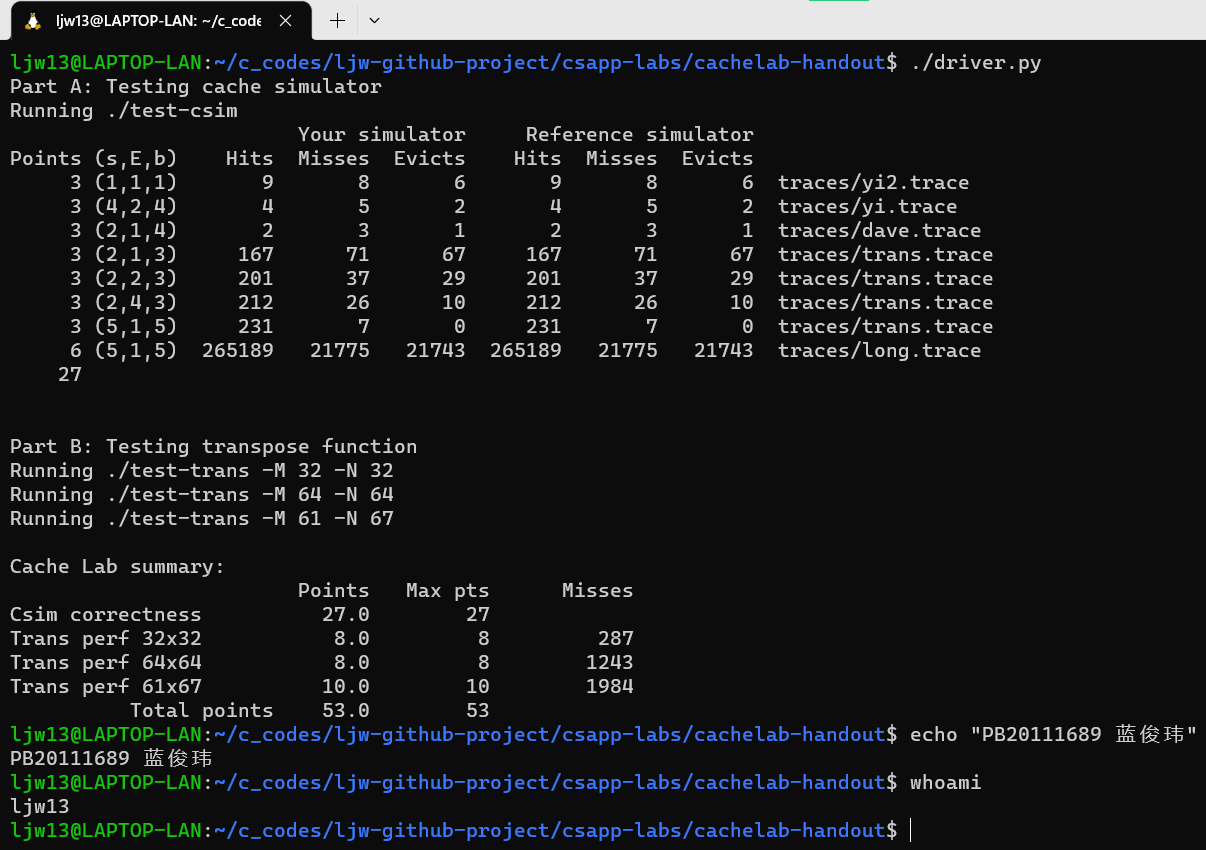 ljw13@LAPTOP-LAN: ~/c_code
ljw13@LAPTOP-LAN:~/c_codes/ljw-github-project/csapp-labs/cachelab-handout$ ./driver.py
Part A: Testing cache simulator
Running ./test-csim
                        Your simulator     Reference simulator
Points (s,E,b)    Hits  Misses  Evicts    Hits  Misses  Evicts
     3 (1,1,1)       9       8       6       9       8       6  traces/yi2.trace
     3 (4,2,4)       4       5       2       4       5       2  traces/yi.trace
     3 (2,1,4)       2       3       1       2       3       1  traces/dave.trace
     3 (2,1,3)     167      71      67     167      71      67  traces/trans.trace
     3 (2,2,3)     201      37      29     201      37      29  traces/trans.trace
     3 (2,4,3)     212      26      10     212      26      10  traces/trans.trace
     3 (5,1,5)     231       7       0     231       7       0  traces/trans.trace
     6 (5,1,5)  265189   21775   21743  265189   21775   21743  traces/long.trace
    27
Part B: Testing transpose function
Running ./test-trans -M 32 -N 32
Running ./test-trans -M 64 -N 64
Running ./test-trans -M 61 -N 67
Cache Lab summary:
                        Points   Max pts      Misses
Csim correctness          27.0        27
Trans perf 32x32           8.0         8         287
Trans perf 64x64           8.0         8        1243
Trans perf 61x67          10.0        10        1984
          Total points    53.0        53
ljw13@LAPTOP-LAN:~/c_codes/ljw-github-project/csapp-labs/cachelab-handout$ echo "PB20111689 蓝俊玮"
PB20111689 蓝俊玮
ljw13@LAPTOP-LAN:~/c_codes/ljw-github-project/csapp-labs/cachelab-handout$ whoami
ljw13
ljw13@LAPTOP-LAN:~/c_codes/ljw-github-project/csapp-labs/cachelab-handout$